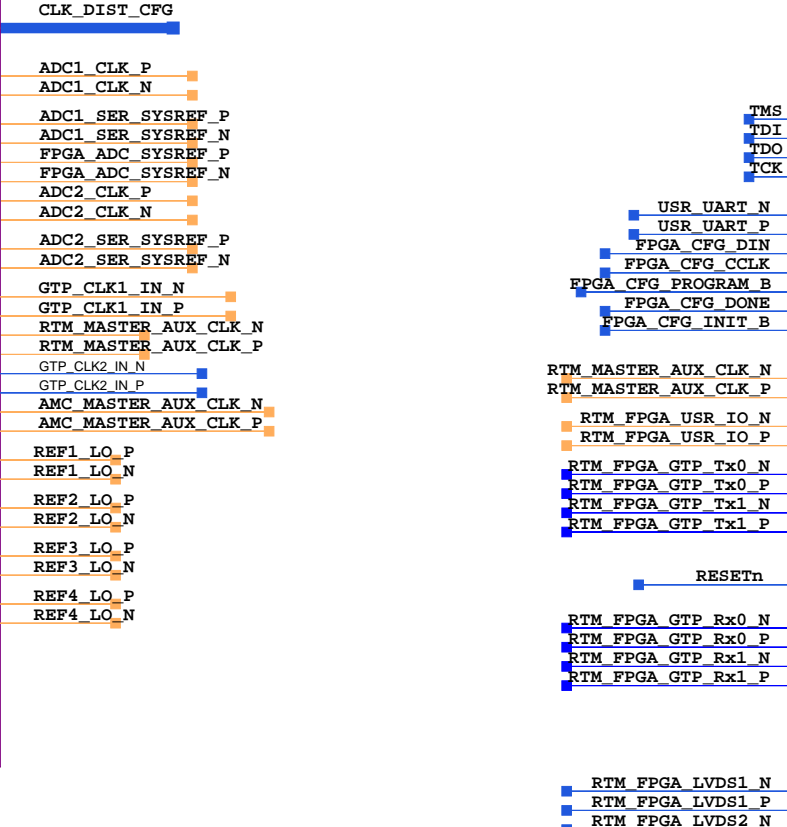 CLK_DIST_CFG
ADC1_CLK_P
ADC1_CLK_N
ADC1_SER_SYSREF_P
ADC1_SER_SYSREF_N
FPGA_ADC_SYSREF_P
FPGA_ADC_SYSREF_N
ADC2_CLK_P
ADC2_CLK_N
ADC2_SER_SYSREF_P
ADC2_SER_SYSREF_N
GTP_CLK1_IN_N
GTP_CLK1_IN_P
RTM_MASTER_AUX_CLK_N
RTM_MASTER_AUX_CLK_P
GTP_CLK2_IN_N
GTP_CLK2_IN_P
AMC_MASTER_AUX_CLK_N
AMC_MASTER_AUX_CLK_P
REF1_LO_P
REF1_LO_N
REF2_LO_P
REF2_LO_N
REF3_LO_P
REF3_LO_N
REF4_LO_P
REF4_LO_N
TMS
TDI
TDO
TCK
USR_UART_N
USR_UART_P
FPGA_CFG_DIN
FPGA_CFG_CCLK
FPGA_CFG_PROGRAM_B
FPGA_CFG_DONE
FPGA_CFG_INIT_B
RTM_MASTER_AUX_CLK_N
RTM_MASTER_AUX_CLK_P
RTM_FPGA_USR_IO_N
RTM_FPGA_USR_IO_P
RTM_FPGA_GTP_Tx0_N
RTM_FPGA_GTP_Tx0_P
RTM_FPGA_GTP_Tx1_N
RTM_FPGA_GTP_Tx1_P
RESETn
RTM_FPGA_GTP_Rx0_N
RTM_FPGA_GTP_Rx0_P
RTM_FPGA_GTP_Rx1_N
RTM_FPGA_GTP_Rx1_P
RTM_FPGA_LVDS1_N
RTM_FPGA_LVDS1_P
RTM_FPGA_LVDS2_N